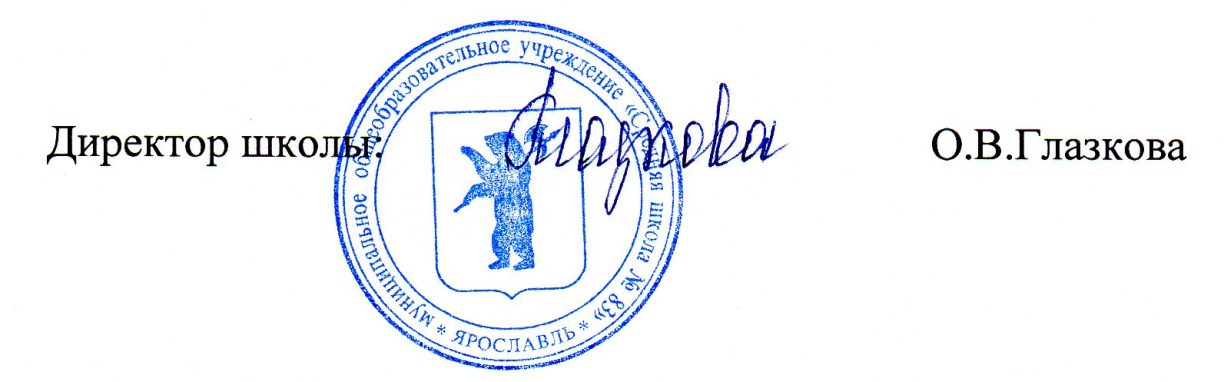 Директор школы: Глазкова О.В.Глазкова
муниципальное общеобразовательное учреждение «Средняя школа № 83»
* ЯРОСЛАВЛЬ *